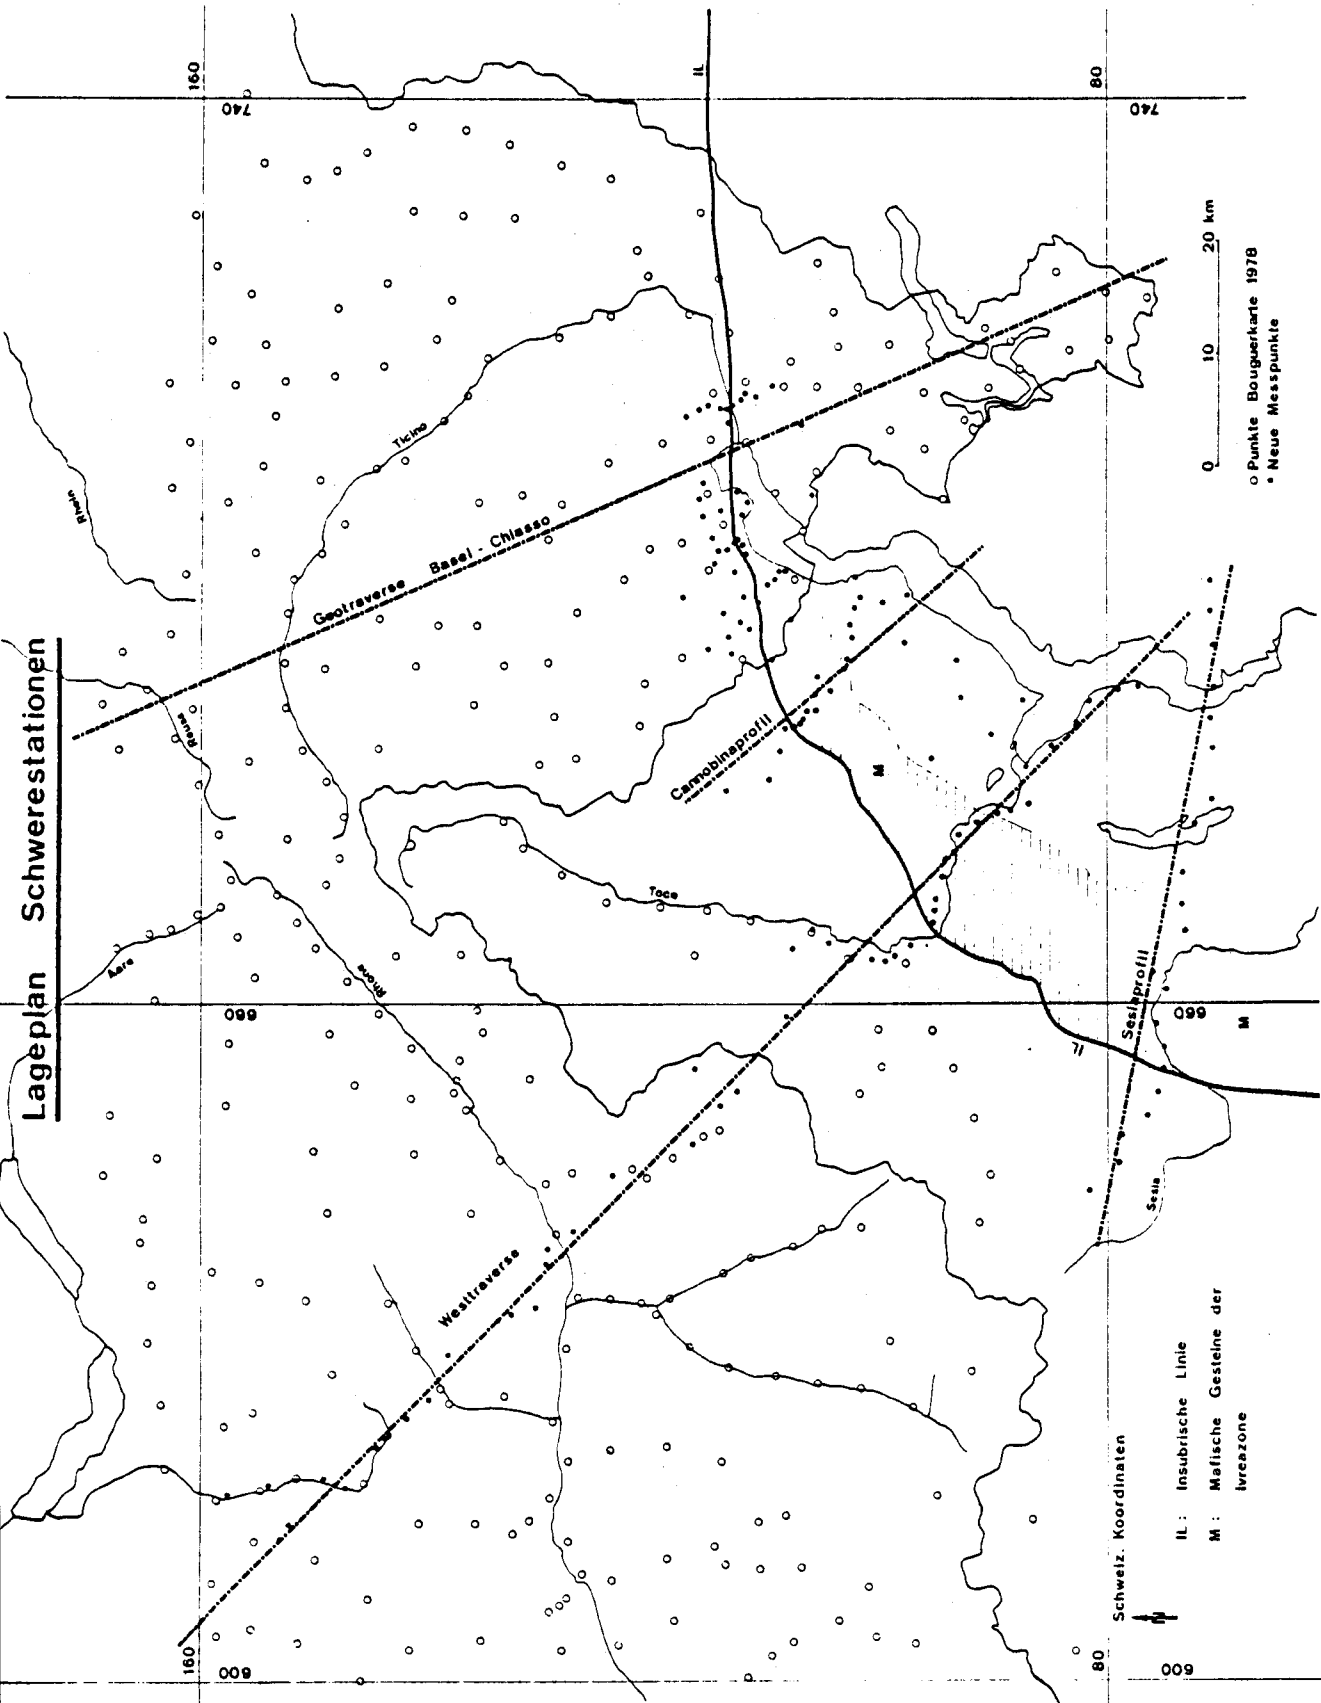 Lageplan Schwerestationen
160
160
80
80
600
600
660
660
740
740
Rhein
Reuss
Aare
Rhone
Ticino
Toce
Sesia
Geotraverse Basel - Chiasso
Cannobinaprofil
Westtraverse
Sesiaprofil
IL
IL
M
M
0 10 20 km
o Punkte Bouguerkarte 1978
• Neue Messpunkte
Schweiz. Koordinaten
N
IL : Insubrische Linie
M : Mafische Gesteine der
Ivreazone